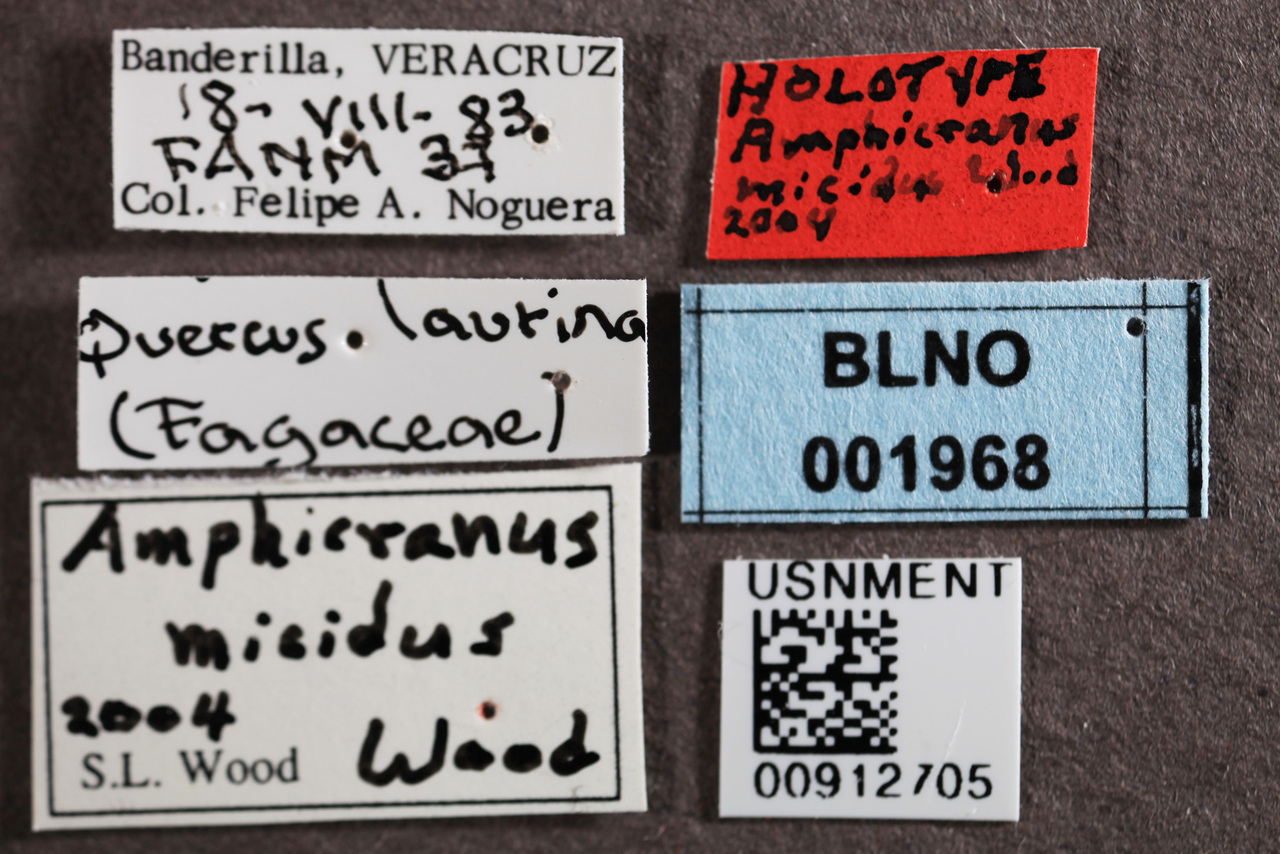 Banderilla, VERACRUZ
18- VIII- 83
FANM 37
Col. Felipe A. Noguera
HOLOTYPE
Amphicranus
micidus Wood
2004
Quercus laurina
(Fagaceae)
BLNO
001968
Amphicranus
micidus
2004 Wood
S.L. Wood
USNMENT
00912705